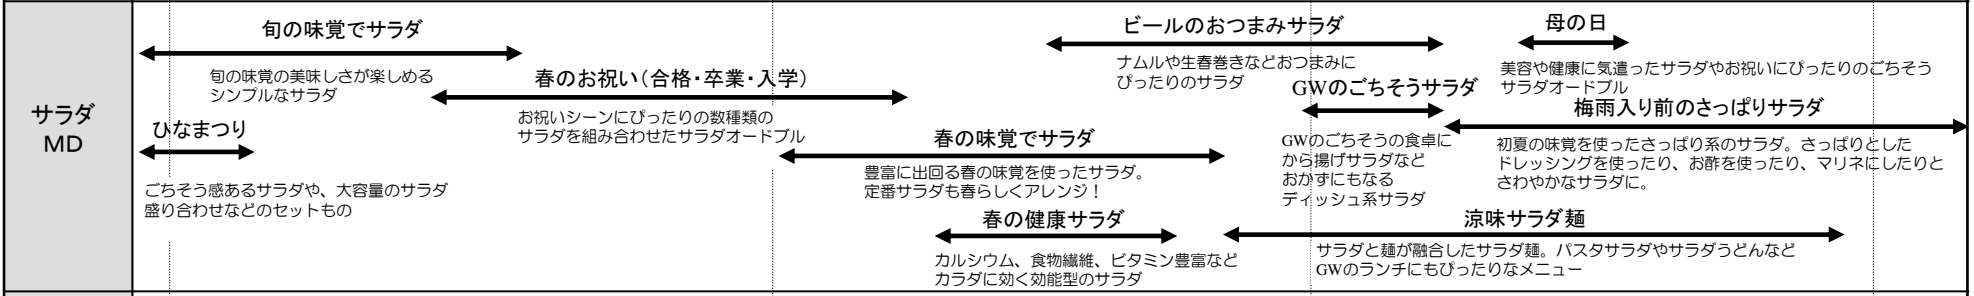 サラダ
MD
旬の味覚でサラダ
旬の味覚の美味しさが楽しめる
シンプルなサラダ
ひなまつり
ごちそう感あるサラダや、大容量のサラダ
盛り合わせなどのセットもの
春のお祝い（合格・卒業・入学）
お祝いシーンにぴったりの数種類の
サラダを組み合わせたサラダオードブル
春の味覚でサラダ
豊富に出回る春の味覚を使ったサラダ。
定番サラダも春らしくアレンジ！
春の健康サラダ
カルシウム、食物繊維、ビタミン豊富など
カラダに効く効能型のサラダ
ビールのおつまみサラダ
ナムルや生春巻きなどおつまみに
ぴったりのサラダ
GWのごちそうサラダ
GWのごちそうの食卓に
から揚げサラダなど
おかずにもなる
ディッシュ系サラダ
母の日
美容や健康に気遣ったサラダやお祝いにぴったりのごちそう
サラダオードブル
梅雨入り前のさっぱりサラダ
初夏の味覚を使ったさっぱり系のサラダ。さっぱりとした
ドレッシングを使ったり、お酢を使ったり、マリネにしたりと
さわやかなサラダに。
涼味サラダ麺
サラダと麺が融合したサラダ麺。パスタサラダやサラダうどんなど
GWのランチにもぴったりなメニュー